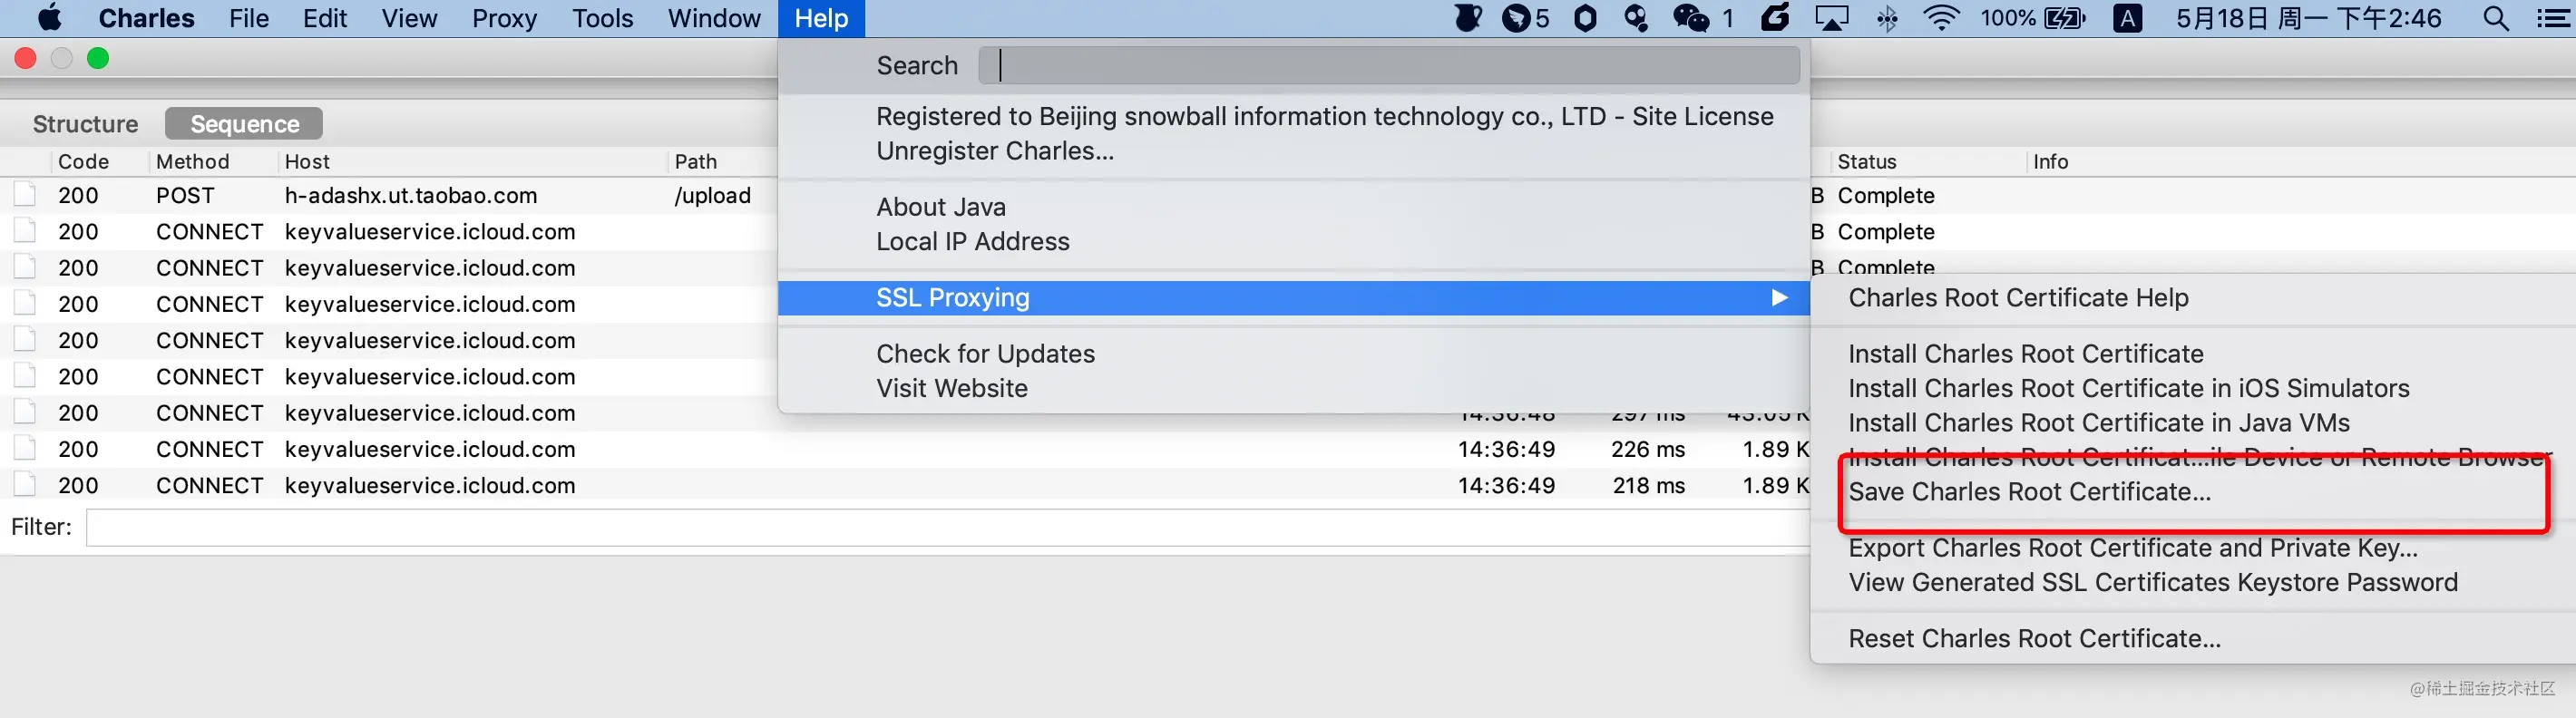 Charles File Edit View Proxy Tools Window Help 5 1 100% A 5月18日 周一 下午2:46
Search
Registered to Beijing snowball information technology co., LTD - Site License
Unregister Charles...
About Java
Local IP Address
SSL Proxying
Check for Updates
Visit Website
Structure Sequence
Code Method Host Path Status Info
200 POST h-adashx.ut.taobao.com /upload B Complete
200 CONNECT keyvalueservice.icloud.com B Complete
200 CONNECT keyvalueservice.icloud.com B Complete
200 CONNECT keyvalueservice.icloud.com
200 CONNECT keyvalueservice.icloud.com
200 CONNECT keyvalueservice.icloud.com
200 CONNECT keyvalueservice.icloud.com 14:36:48 297 ms 43.05 K
200 CONNECT keyvalueservice.icloud.com 14:36:49 226 ms 1.89 K
200 CONNECT keyvalueservice.icloud.com 14:36:49 218 ms 1.89 K
Filter:
Charles Root Certificate Help
Install Charles Root Certificate
Install Charles Root Certificate in iOS Simulators
Install Charles Root Certificate in Java VMs
Install Charles Root Certificat...ile Device or Remote Browser
Save Charles Root Certificate...
Export Charles Root Certificate and Private Key...
View Generated SSL Certificates Keystore Password
Reset Charles Root Certificate...
@稀土掘金技术社区